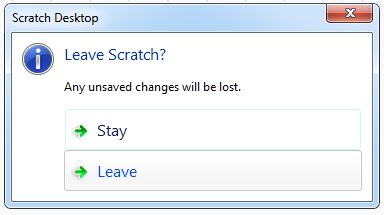 Scratch Desktop
Leave Scratch?
Any unsaved changes will be lost.
Stay
Leave